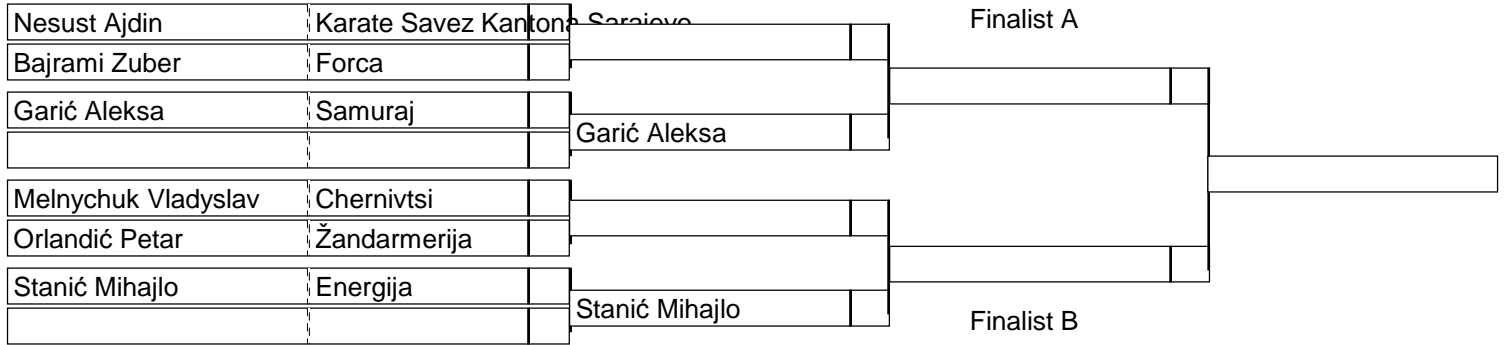 Nesust Ajdin Karate Savez Kantona Sarajevo
Bajrami Zuber Forca
Garić Aleksa Samuraj
Melnychuk Vladyslav Chernivtsi
Orlandić Petar Žandarmerija
Stanić Mihajlo Energija
Garić Aleksa
Stanić Mihajlo
Finalist A
Finalist B